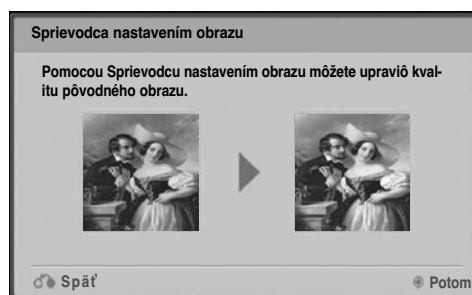 Sprievodca nastavením obrazu
Pomocou Sprievodcu nastavením obrazu môžete upraviô kval-
itu pôvodného obrazu.
Späť
Potom